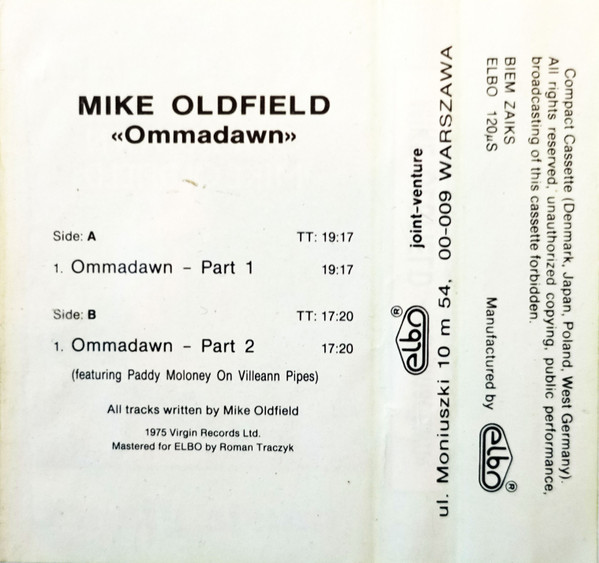 MIKE OLDFIELD
«Ommadawn»
Side: A TT: 19:17
1. Ommadawn - Part 1 19:17
Side: B TT: 17:20
1. Ommadawn - Part 2 17:20
(featuring Paddy Moloney On Villeann Pipes)
All tracks written by Mike Oldfield
1975 Virgin Records Ltd.
Mastered for ELBO by Roman Traczyk
elbo ® joint-venture
ul. Moniuszki 10 m 54, 00-009 WARSZAWA
Compact Cassette (Denmark, Japan, Poland, West Germany).
All rights reserved, unauthorized copying, public performance,
broadcasting of this cassette forbidden.
BIEM ZAIKS
ELBO 120µS
Manufactured by elbo ®